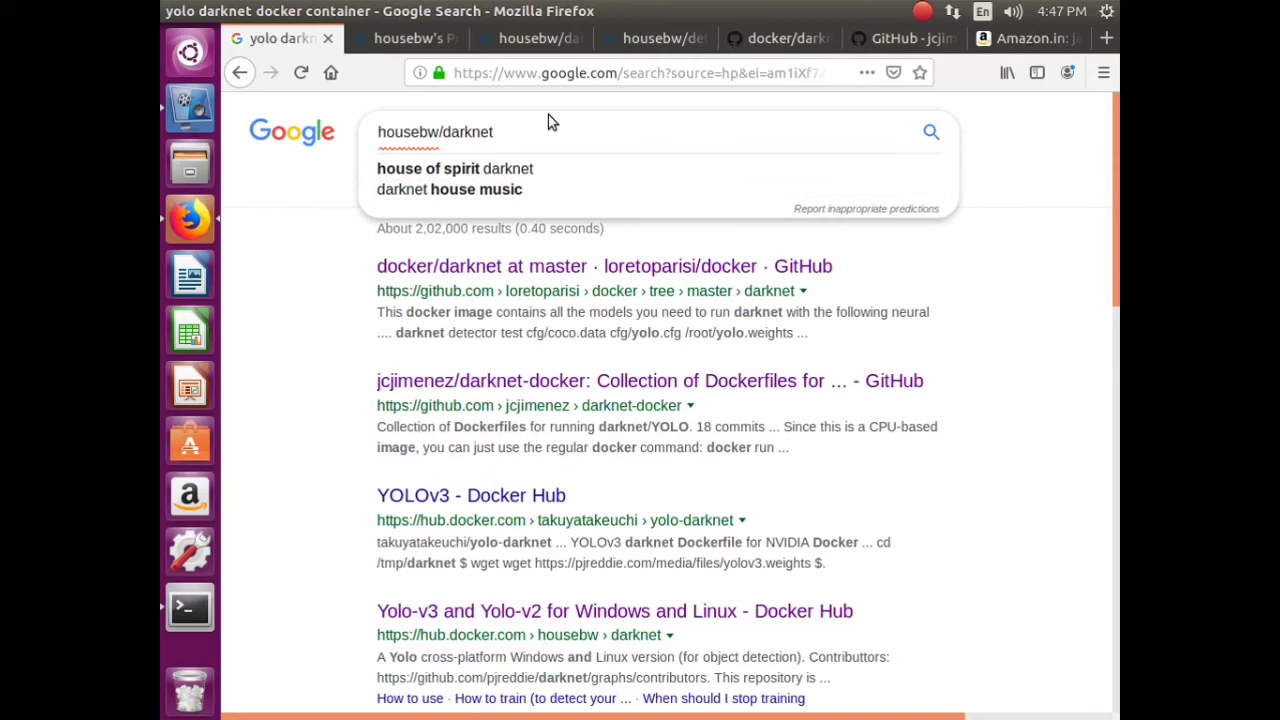 yolo darknet docker container - Google Search - Mozilla Firefox
En
4:47 PM
yolo darkn
housebw's P
housebw/da
housebw/de
docker/darkn
GitHub - jcjim
Amazon.in: je
https://www.google.com/search?source=hp&ei=am1iXf7A
Google
housebw/darknet
house of spirit darknet
darknet house music
Report inappropriate predictions
About 2,02,000 results (0.40 seconds)
docker/darknet at master · loretoparisi/docker · GitHub
https://github.com › loretoparisi › docker › tree › master › darknet
This docker image contains all the models you need to run darknet with the following neural
.... darknet detector test cfg/coco.data cfg/yolo.cfg /root/yolo.weights ...
jcjimenez/darknet-docker: Collection of Dockerfiles for ... - GitHub
https://github.com › jcjimenez › darknet-docker
Collection of Dockerfiles for running darknet/YOLO. 18 commits ... Since this is a CPU-based
image, you can just use the regular docker command: docker run ...
YOLOv3 - Docker Hub
https://hub.docker.com › takuyatakeuchi › yolo-darknet
takuyatakeuchi/yolo-darknet ... YOLOv3 darknet Dockerfile for NVIDIA Docker ... cd
/tmp/darknet $ wget wget https://pjreddie.com/media/files/yolov3.weights $.
Yolo-v3 and Yolo-v2 for Windows and Linux - Docker Hub
https://hub.docker.com › housebw › darknet
A Yolo cross-platform Windows and Linux version (for object detection). Contributtors:
https://github.com/pjreddie/darknet/graphs/contributors. This repository is ...
How to use · How to train (to detect your ... · When should I stop training